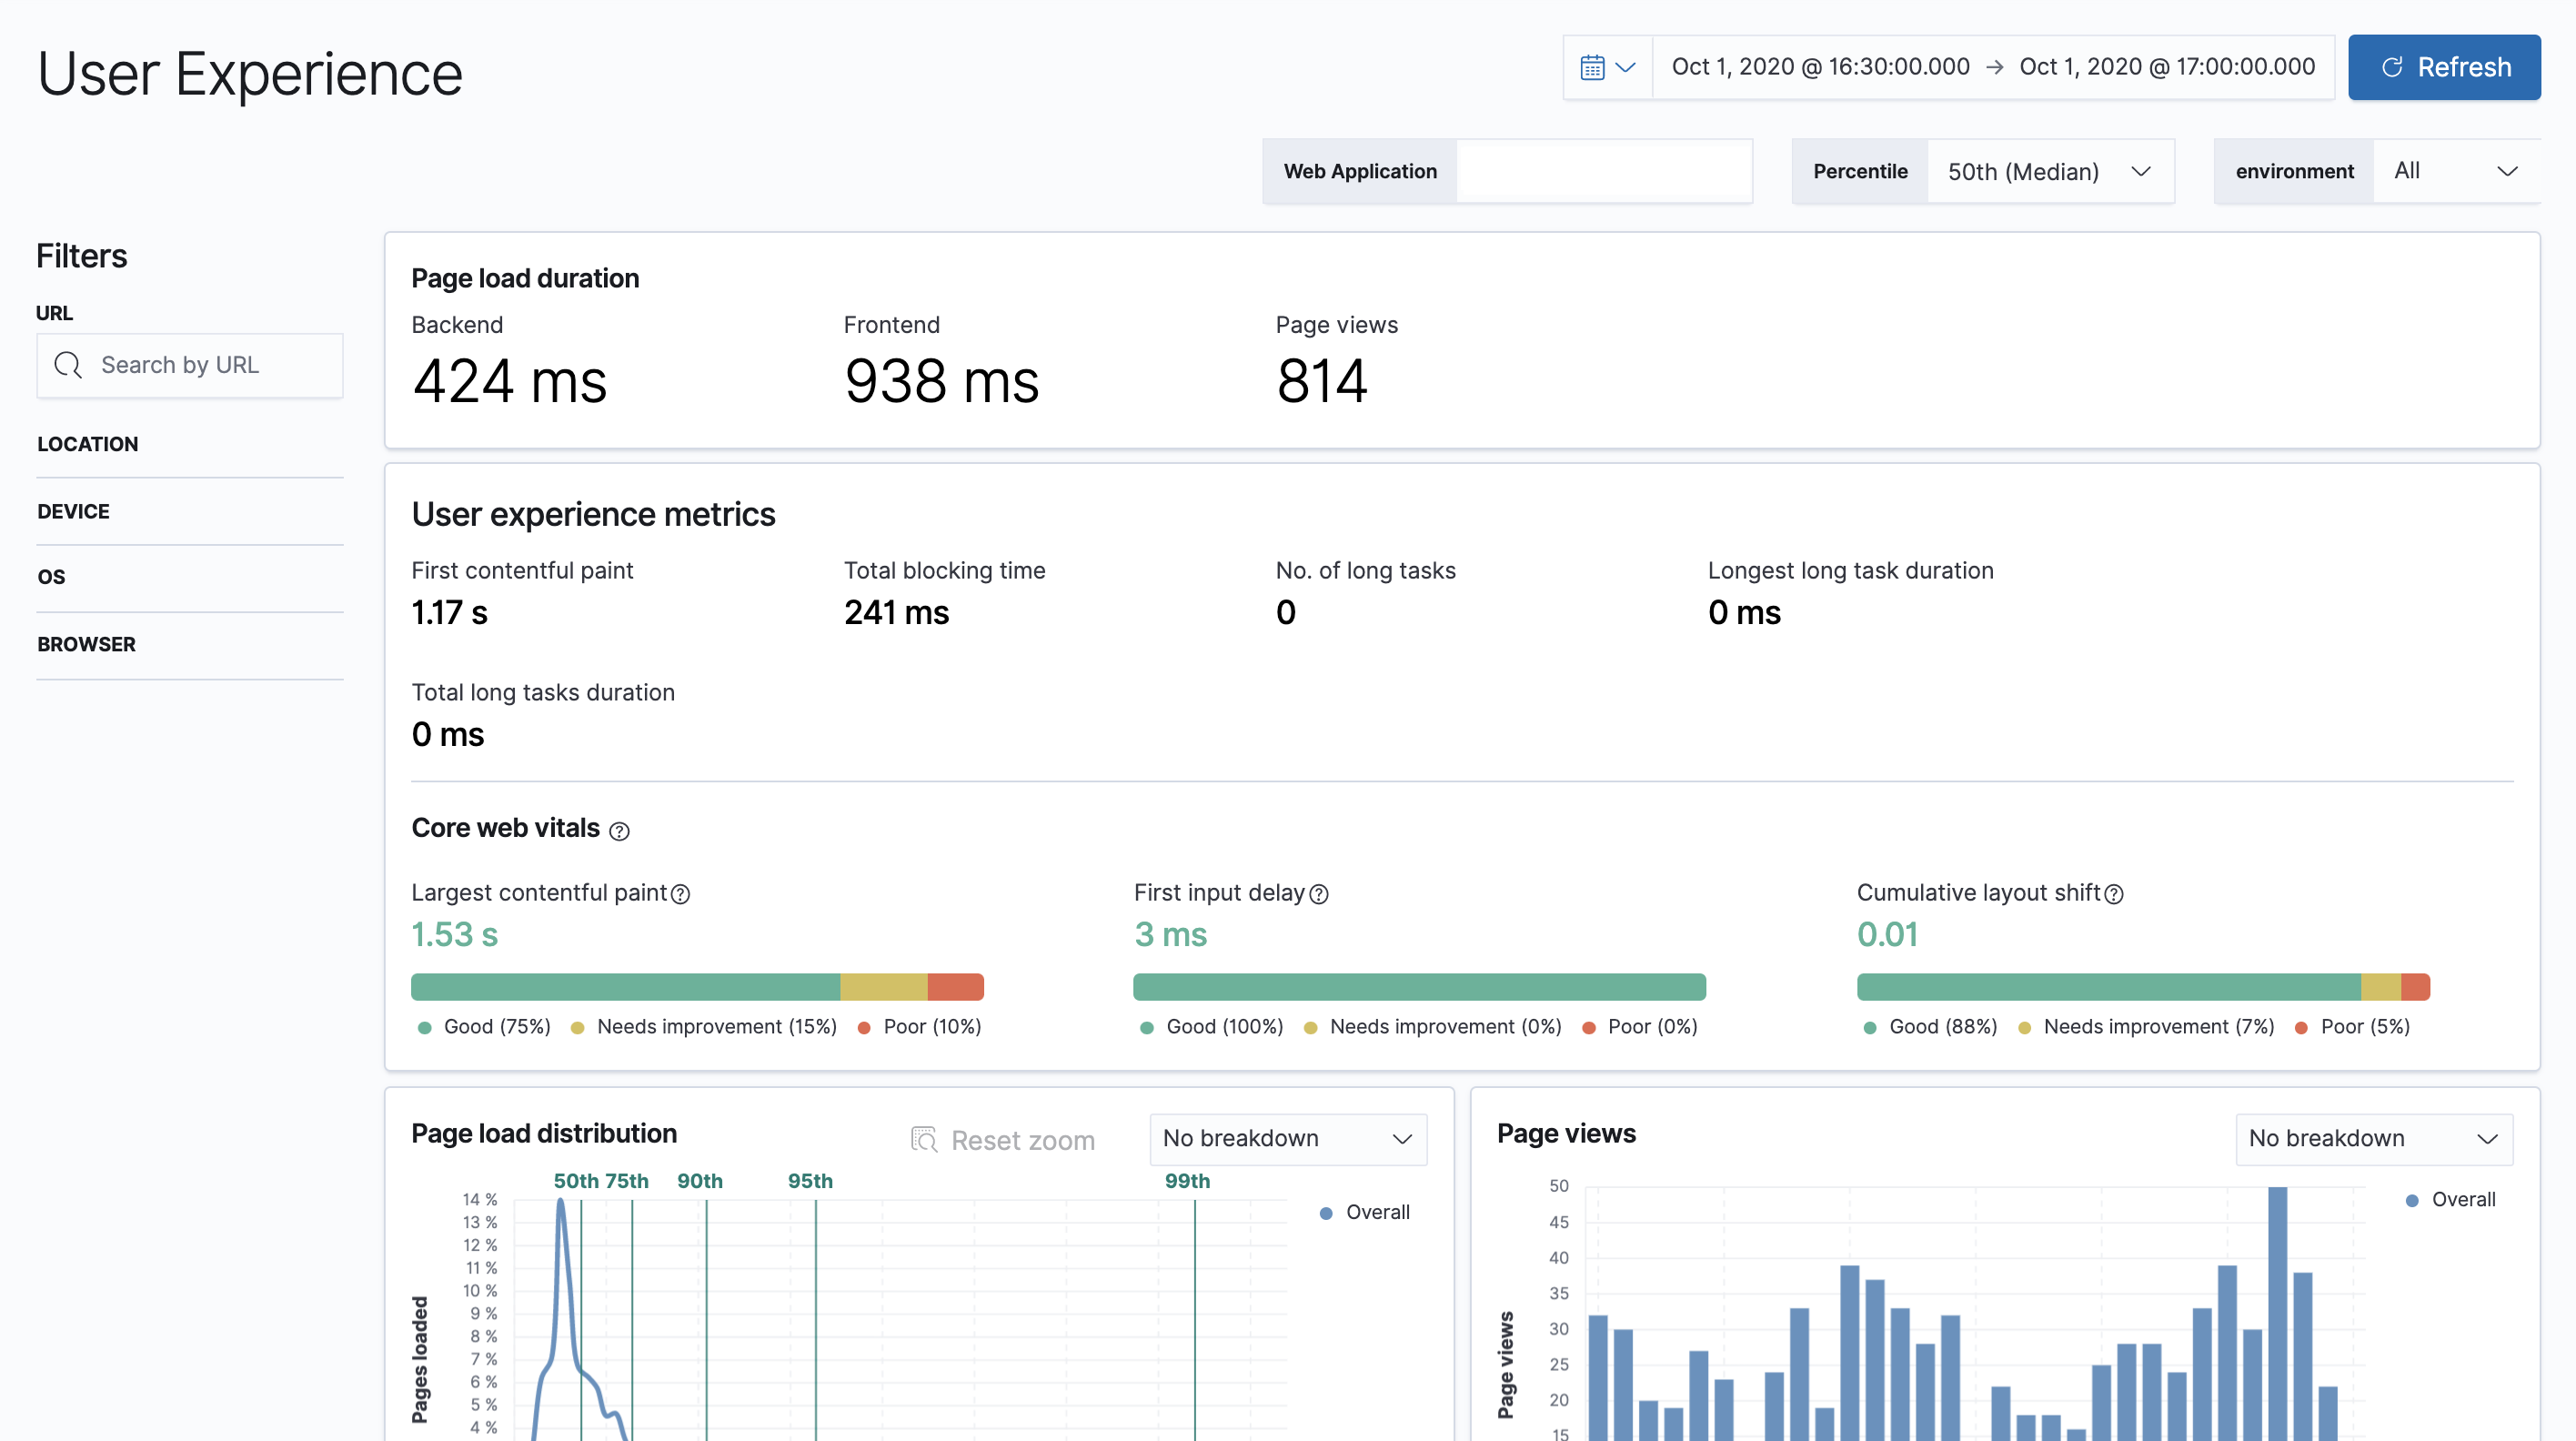 User Experience
Oct 1, 2020 @ 16:30:00.000 → Oct 1, 2020 @ 17:00:00.000
Refresh
Web Application
Percentile 50th (Median)
environment All
Filters
URL
Search by URL
LOCATION
DEVICE
OS
BROWSER
Page load duration
Backend Frontend Page views
424 ms 938 ms 814
User experience metrics
First contentful paint Total blocking time No. of long tasks Longest long task duration
1.17 s 241 ms 0 0 ms
Total long tasks duration
0 ms
Core web vitals
Largest contentful paint First input delay Cumulative layout shift
1.53 s 3 ms 0.01
Good (75%) Needs improvement (15%) Poor (10%) Good (100%) Needs improvement (0%) Poor (0%) Good (88%) Needs improvement (7%) Poor (5%)
Page load distribution Reset zoom No breakdown
50th 75th 90th 95th 99th
14 %
13 %
12 %
11 %
10 %
9 %
8 %
7 %
6 %
5 %
4 %
Pages loaded
Overall
Page views No breakdown
50
45
40
35
30
25
20
15
Page views
Overall